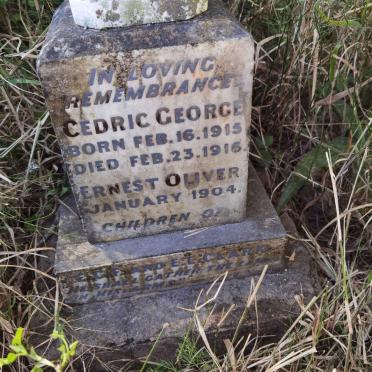 IN LOVING
REMEMBRANCE
CEDRIC GEORGE
BORN FEB. 16. 1915
DIED FEB. 23. 1916.
ERNEST OLIVER
JANUARY 1904.
CHILDREN OF